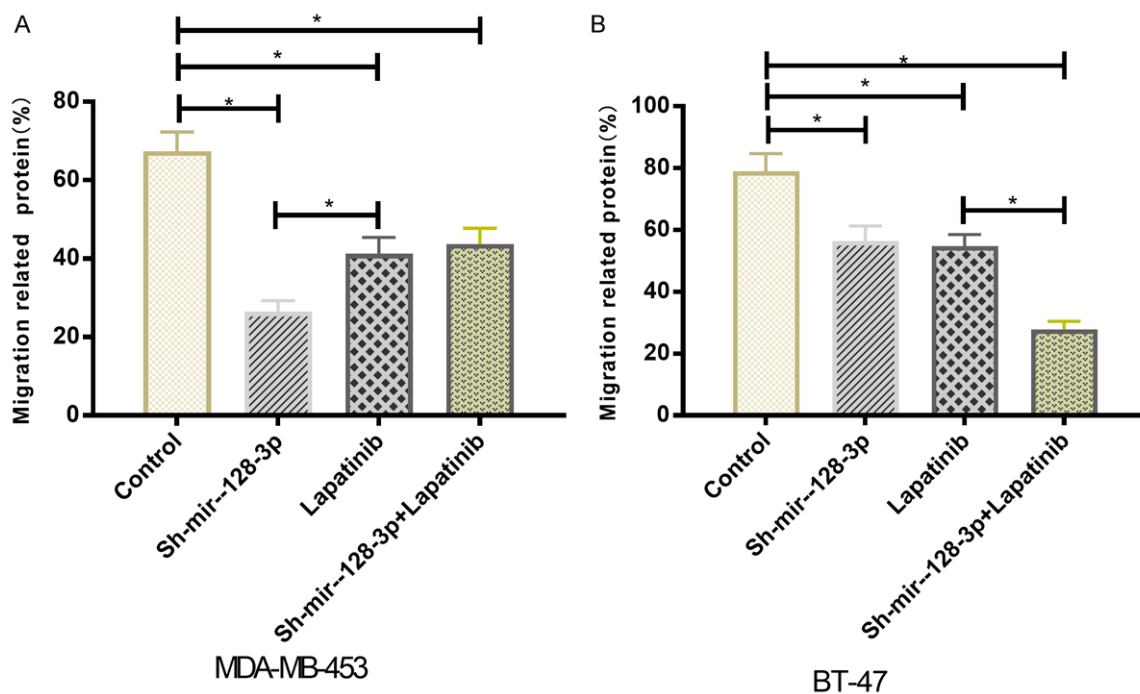 A
*
*
*
*
Migration related protein(%)
80
60
40
20
0
Control
Sh-mir--128-3p
Lapatinib
Sh-mir--128-3p+Lapatinib
MDA-MB-453
B
*
*
*
*
Migration related protein(%)
100
80
60
40
20
0
Control
Sh-mir--128-3p
Lapatinib
Sh-mir--128-3p+Lapatinib
BT-47